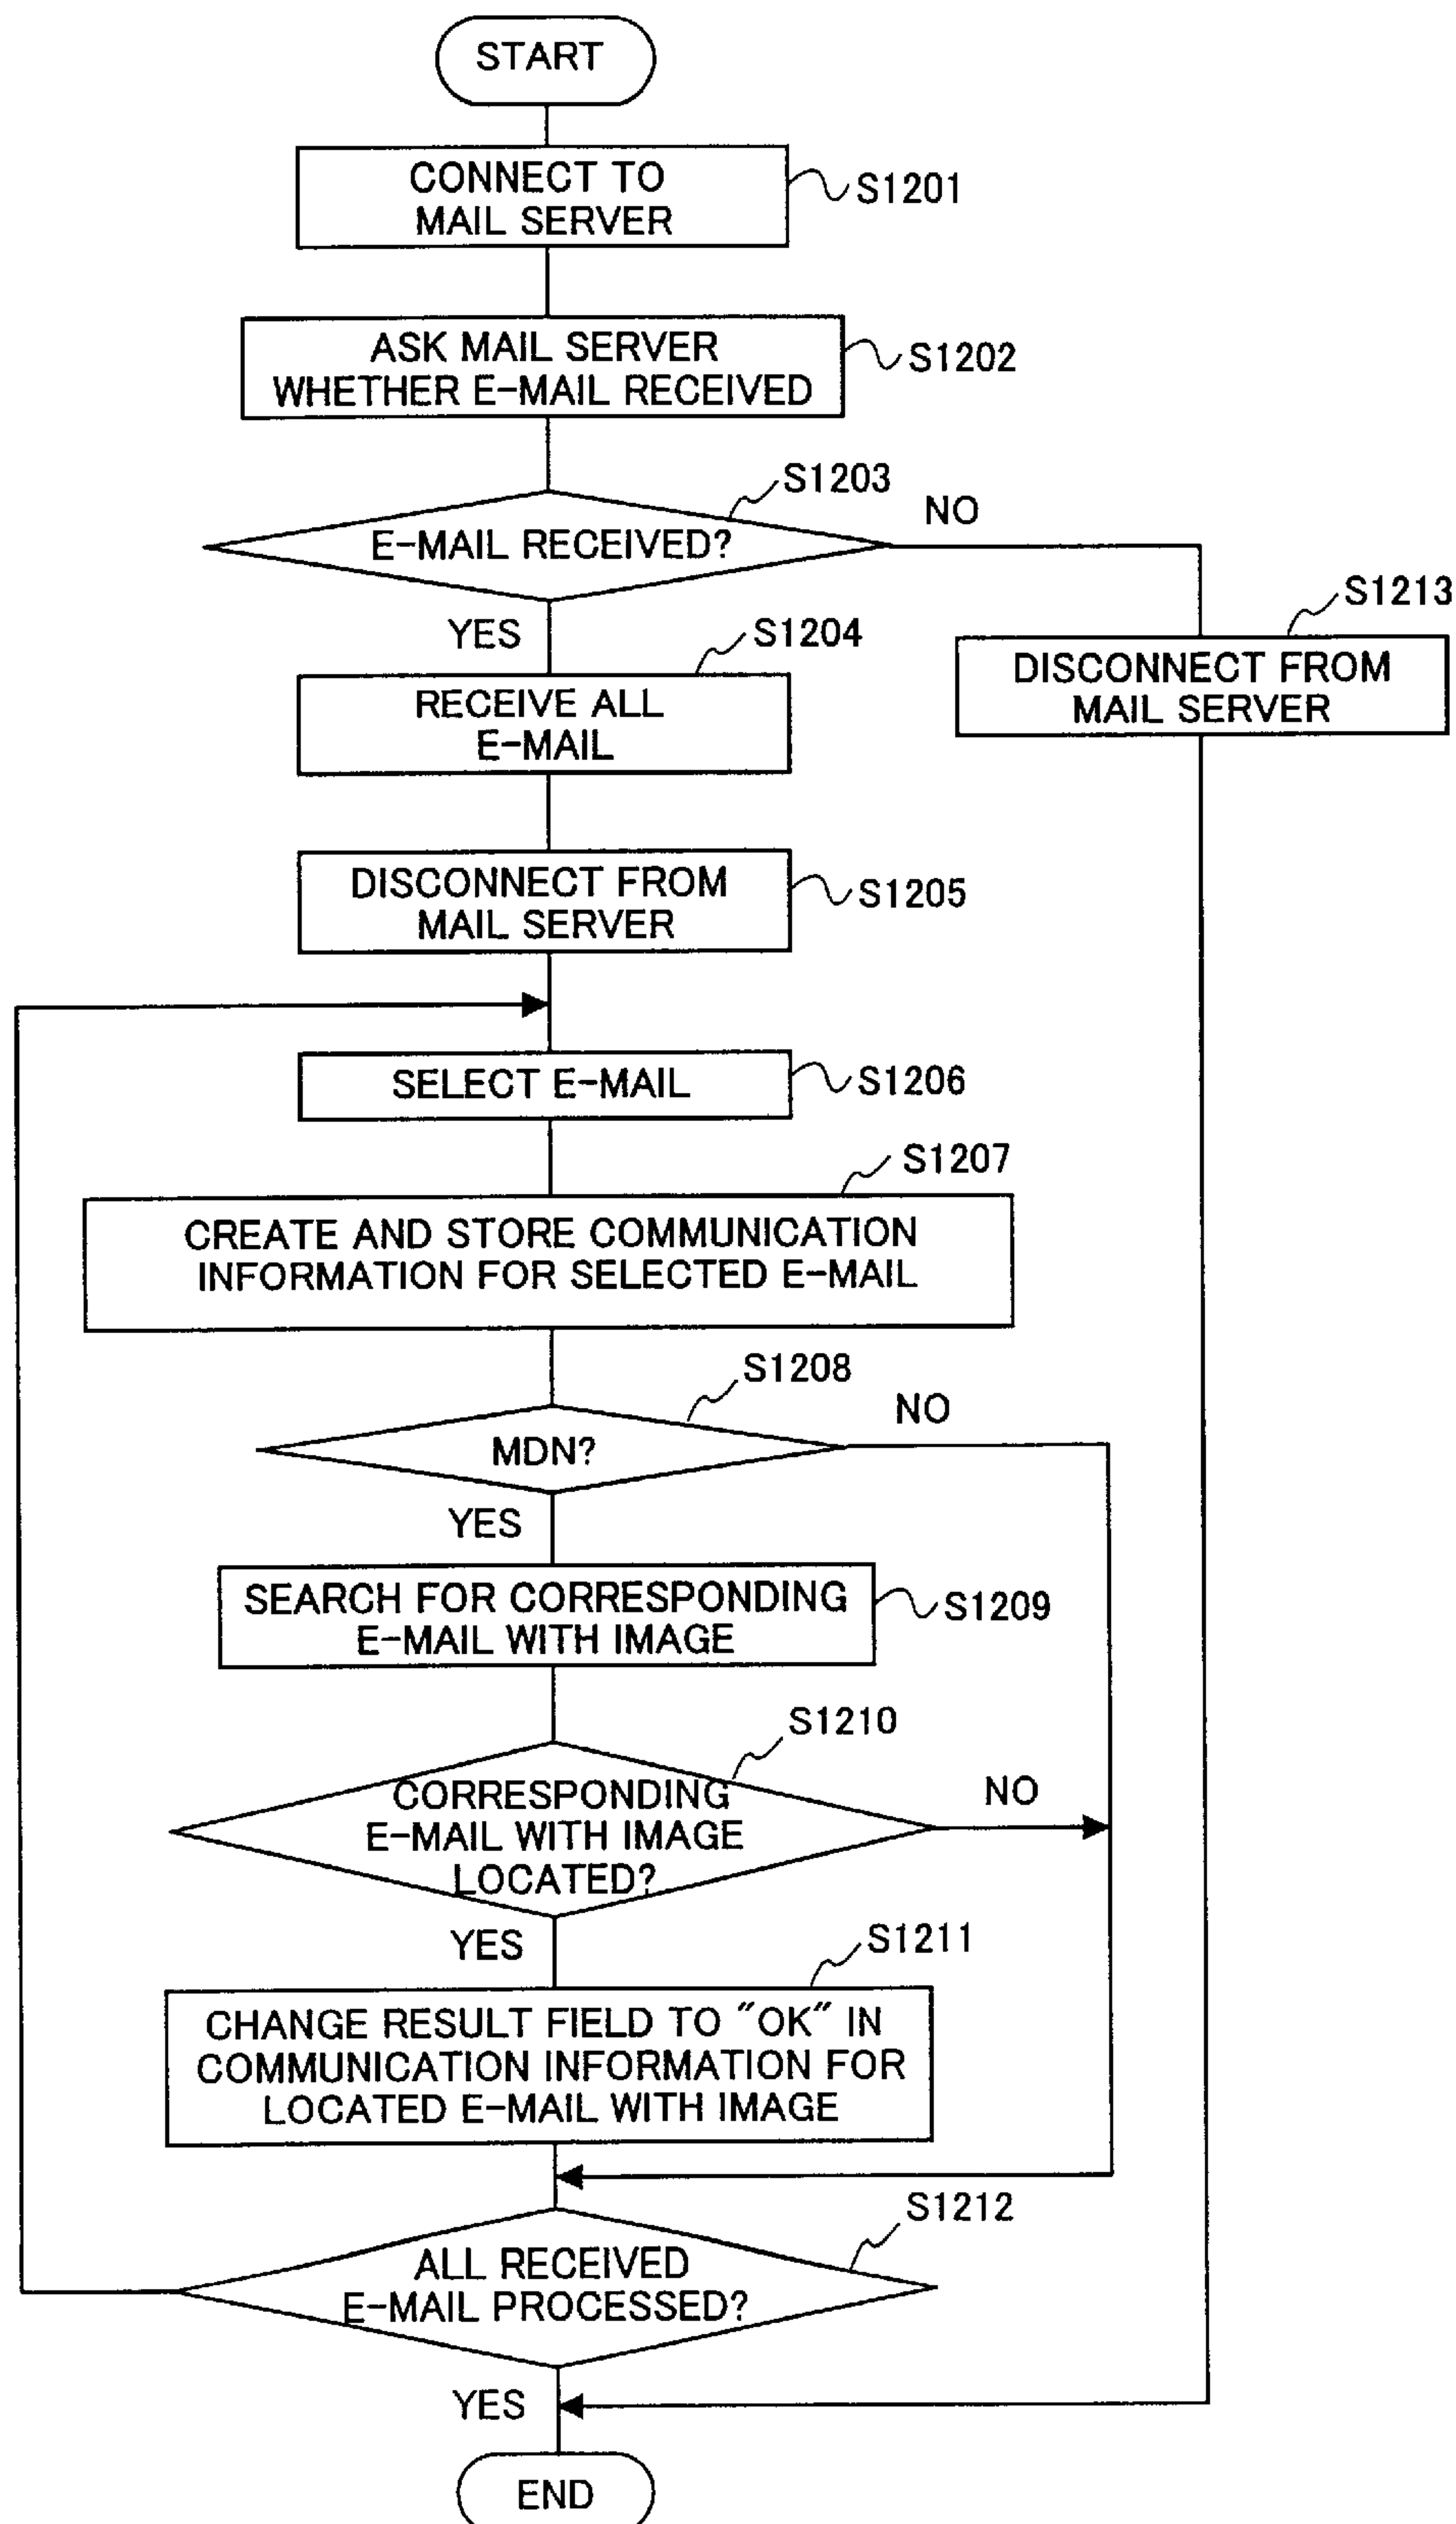 START
CONNECT TO
MAIL SERVER
S1201
ASK MAIL SERVER
WHETHER E-MAIL RECEIVED
S1202
S1203
E-MAIL RECEIVED?
NO
YES
S1204
S1213
RECEIVE ALL
E-MAIL
DISCONNECT FROM
MAIL SERVER
DISCONNECT FROM
MAIL SERVER
S1205
SELECT E-MAIL
S1206
S1207
CREATE AND STORE COMMUNICATION
INFORMATION FOR SELECTED E-MAIL
S1208
MDN?
NO
YES
SEARCH FOR CORRESPONDING
E-MAIL WITH IMAGE
S1209
S1210
CORRESPONDING
E-MAIL WITH IMAGE
LOCATED?
NO
YES
S1211
CHANGE RESULT FIELD TO "OK" IN
COMMUNICATION INFORMATION FOR
LOCATED E-MAIL WITH IMAGE
S1212
ALL RECEIVED
E-MAIL PROCESSED?
YES
END